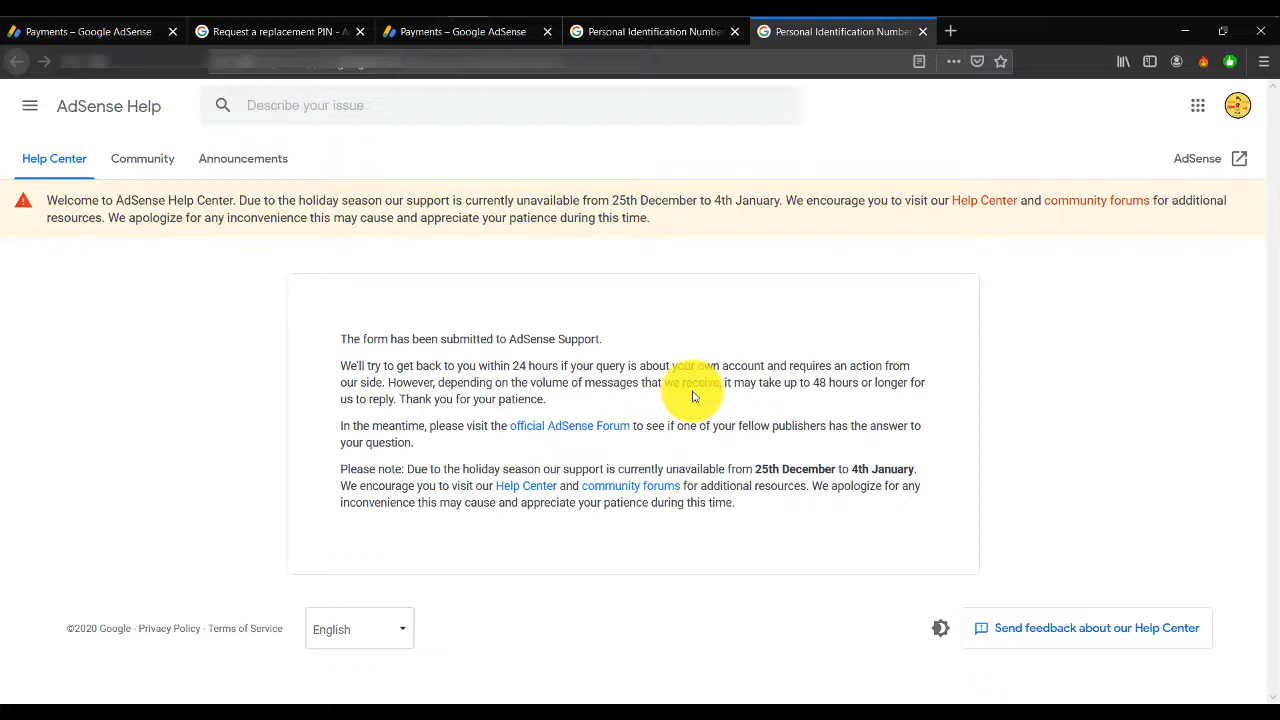 Payments – Google AdSense
Request a replacement PIN - A
Payments – Google AdSense
Personal Identification Numbe
Personal Identification Numbe
AdSense Help
Describe your issue
Help Center
Community
Announcements
AdSense
Welcome to AdSense Help Center. Due to the holiday season our support is currently unavailable from 25th December to 4th January. We encourage you to visit our Help Center and community forums for additional
resources. We apologize for any inconvenience this may cause and appreciate your patience during this time.
The form has been submitted to AdSense Support.
We'll try to get back to you within 24 hours if your query is about your own account and requires an action from
our side. However, depending on the volume of messages that we receive, it may take up to 48 hours or longer for
us to reply. Thank you for your patience.
In the meantime, please visit the official AdSense Forum to see if one of your fellow publishers has the answer to
your question.
Please note: Due to the holiday season our support is currently unavailable from 25th December to 4th January.
We encourage you to visit our Help Center and community forums for additional resources. We apologize for any
inconvenience this may cause and appreciate your patience during this time.
©2020 Google - Privacy Policy - Terms of Service
English
Send feedback about our Help Center